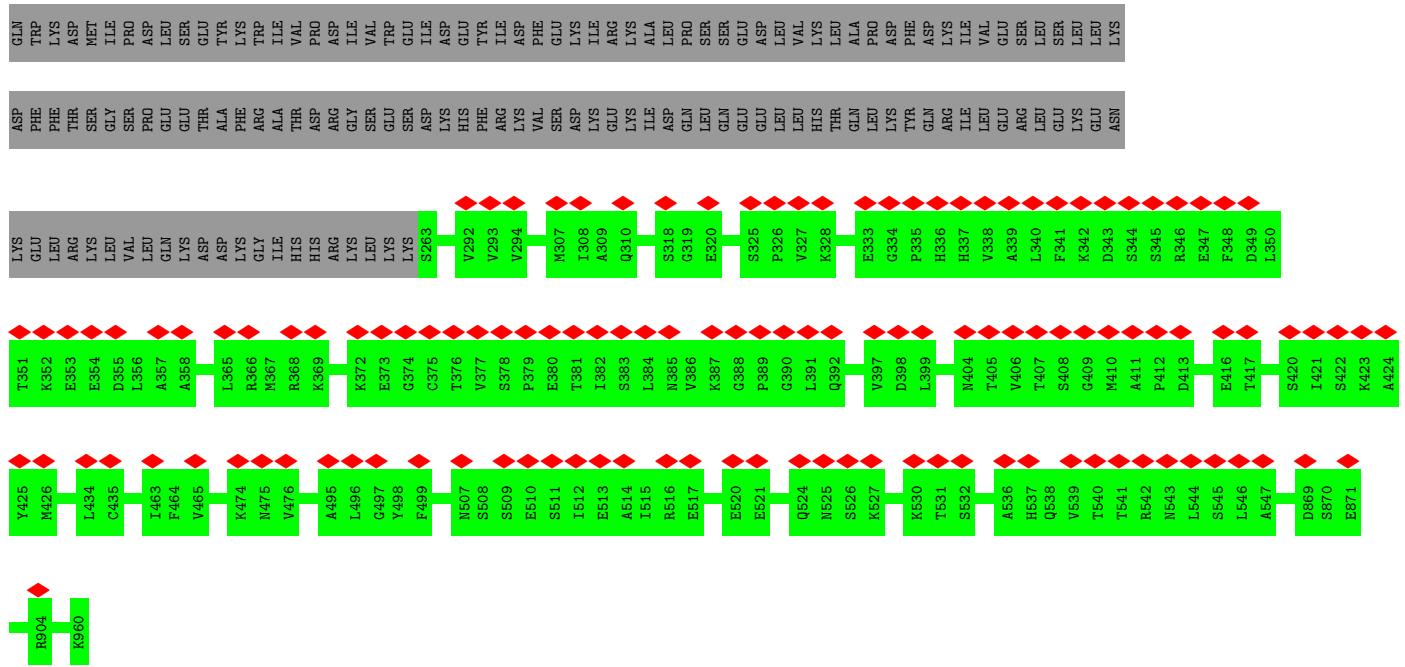 GLN TRP LYS ASP MET ILE PRO ASP LEU SER GLU TYR LYS TRP ILE VAL PRO ASP ILE VAL TRP GLU ILE ASP GLU TYR ILE ASP PHE GLU LYS ILE ARG LYS ALA LEU PRO SER SER GLU ASP LEU VAL LYS LEU ALA PRO ASP PHE ASP LYS ILE VAL GLU SER LEU SER LEU LEU LYS
ASP PHE PHE THR SER GLY SER PRO GLU GLU THR ALA PHE ARG ALA THR ASP ARG GLY SER GLU SER ASP LYS HIS PHE ARG LYS VAL SER ASP LYS GLU LYS ILE ASP GLN LEU GLN GLU GLU LEU LEU HIS THR GLN LEU LYS TYR GLN ARG ILE LEU GLU ARG LEU GLU LYS GLU ASN
LYS GLU LEU ARG LYS LEU VAL LEU GLN LYS ASP ASP LYS GLY ILE HIS HIS ARG LYS LEU LYS LYS S263 V292 V293 V294 M307 I308 A309 Q310 S318 G319 E320 S325 P326 V327 K328 E333 G334 P335 H336 H337 V338 A339 L340 F341 K342 D343 S344 S345 R346 E347 F348 D349 L350
T351 K352 E353 E354 D355 L356 A357 A358 L365 R366 M367 R368 K369 K372 E373 G374 C375 T376 V377 S378 P379 E380 T381 I382 S383 L384 N385 V386 K387 G388 P389 G390 L391 Q392 V397 D398 L399 N404 T405 V406 T407 S408 G409 M410 A411 P412 D413 E416 T417 S420 I421 S422 K423 A424
Y425 M426 L434 C435 I463 F464 V465 K474 N475 V476 A495 L496 G497 Y498 F499 N507 S508 S509 E510 S511 I512 E513 A514 I515 R516 E517 E520 E521 Q524 N525 S526 K527 K530 T531 S532 A536 H537 Q538 V539 T540 T541 R542 N543 L544 S545 L546 A547 D869 S870 E871
R904 K960